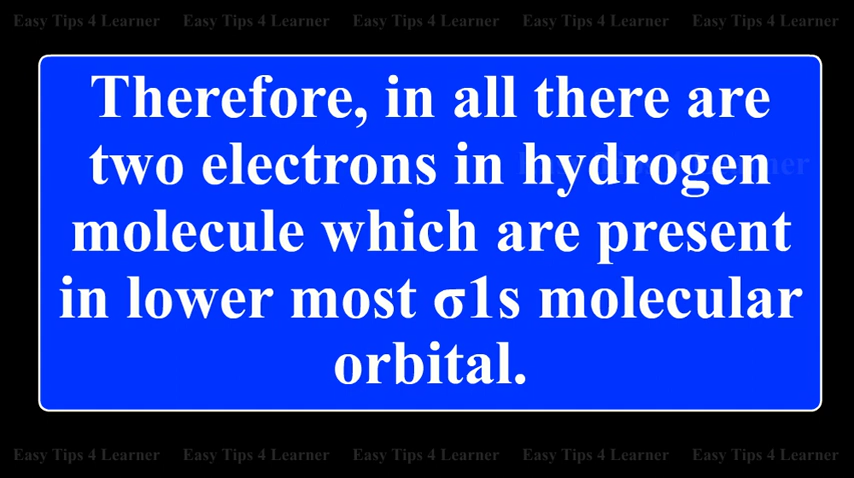 Easy Tips 4 Learner Easy Tips 4 Learner Easy Tips 4 Learner Easy Tips 4 Learner Easy Tips 4 Learner
Therefore, in all there are
two electrons in hydrogen
molecule which are present
in lower most σ1s molecular
orbital.
Easy Tips 4 Learner Easy Tips 4 Learner Easy Tips 4 Learner Easy Tips 4 Learner Easy Tips 4 Learner